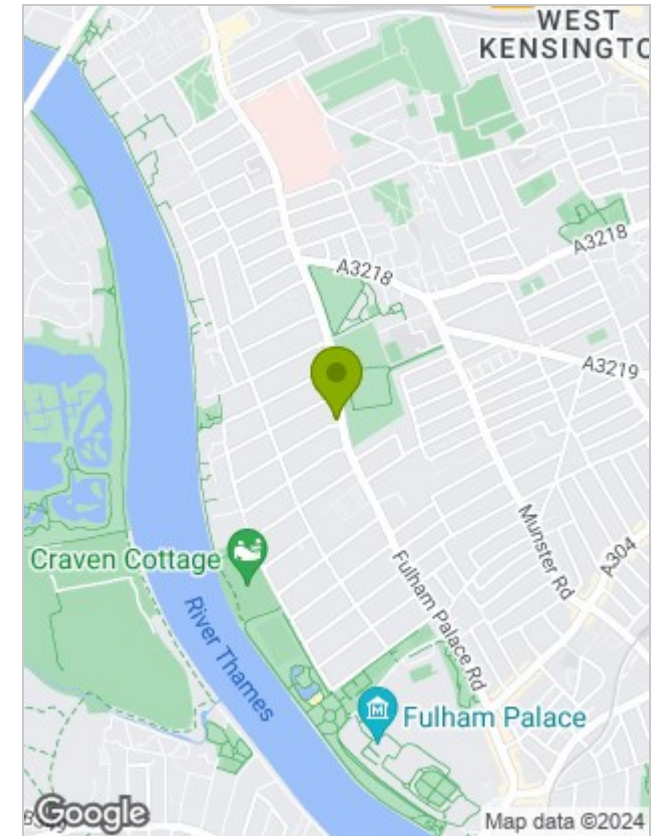 WEST
KENSINGTO
A3218
A3218
A3219
Munster Rd
A304
Craven Cottage
Fulham Palace Rd
River Thames
M
Fulham Palace
Google
Map data ©2024